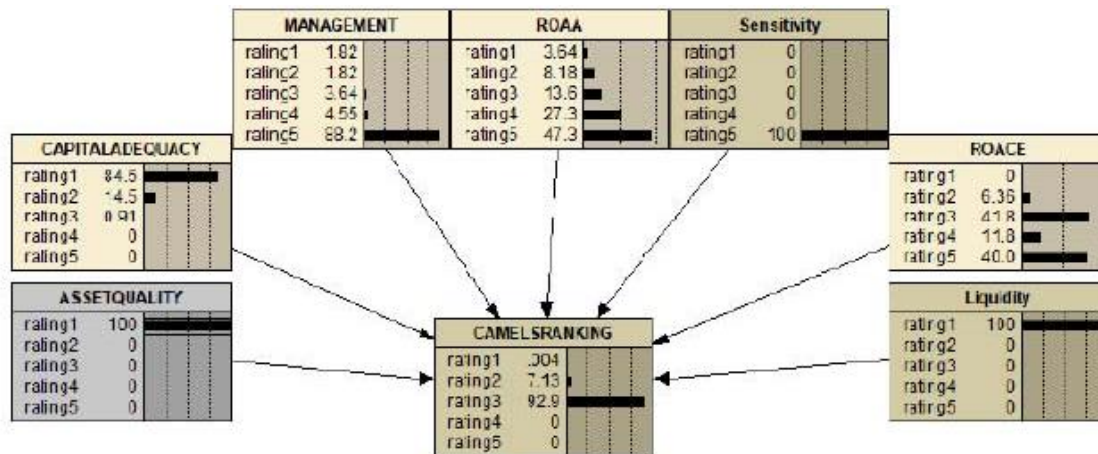 MANAGEMENT
rating1 1.82
rating2 1.82
rating3 3.64
rating4 4.55
rating5 88.2
ROAA
rating1 3.64
rating2 8.18
rating3 13.6
rating4 27.3
rating5 47.3
Sensitivity
rating1 0
rating2 0
rating3 0
rating4 0
rating5 100
CAPITALADEQUACY
rating1 84.5
rating2 14.5
rating3 0.91
rating4 0
rating5 0
ROACE
rating1 0
rating2 6.36
rating3 41.8
rating4 11.8
rating5 40.0
ASSETQUALITY
rating1 100
rating2 0
rating3 0
rating4 0
rating5 0
CAMELSRANKING
rating1 .004
rating2 7.13
rating3 92.9
rating4 0
rating5 0
Liquidity
rating1 100
rating2 0
rating3 0
rating4 0
rating5 0